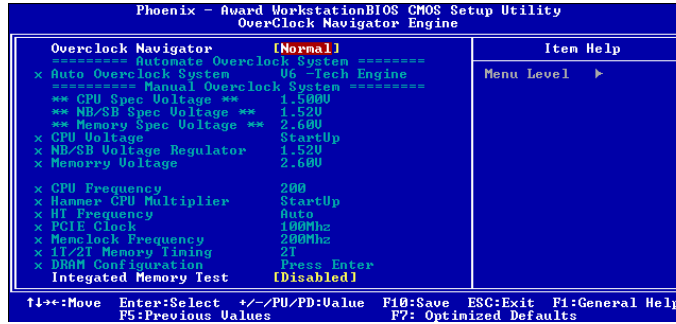 Phoenix - Award WorkstationBIOS CMOS Setup Utility
OverClock Navigator Engine
Overclock Navigator [Normal]
Item Help
========= Automate Overclock System ========
x Auto Overclock System V6 -Tech Engine
Menu Level ▶
========== Manual Overclock System =========
** CPU Spec Voltage ** 1.500V
** NB/SB Spec Voltage ** 1.52V
** Memory Spec Voltage ** 2.60V
x CPU Voltage StartUp
x NB/SB Voltage Regulator 1.52V
x Memorry Voltage 2.60V
x CPU Frequency 200
x Hammer CPU Multiplier StartUp
x HT Frequency Auto
x PCIE Clock 100Mhz
x Memclock Frequency 200Mhz
x 1T/2T Memory Timing 2T
x DRAM Configuration Press Enter
Integated Memory Test [Disabled]
↑↓→←:Move Enter:Select +/-/PU/PD:Value F10:Save ESC:Exit F1:General Help
F5:Previous Values F7: Optimized Defaults